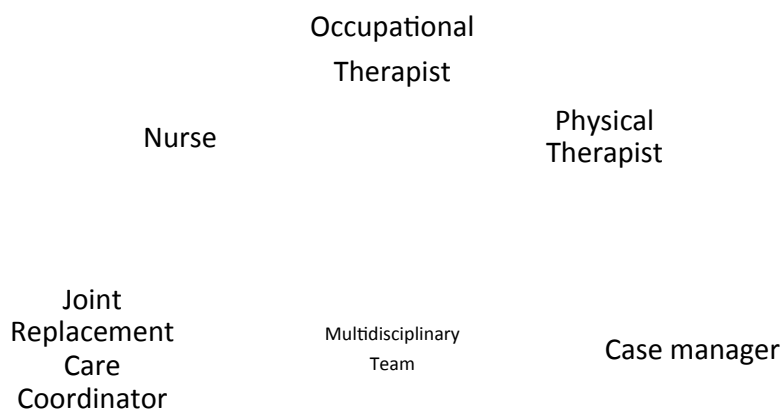 Occupational
Therapist
Nurse
Physical
Therapist
Joint
Replacement
Care
Coordinator
Multidisciplinary
Team
Case manager